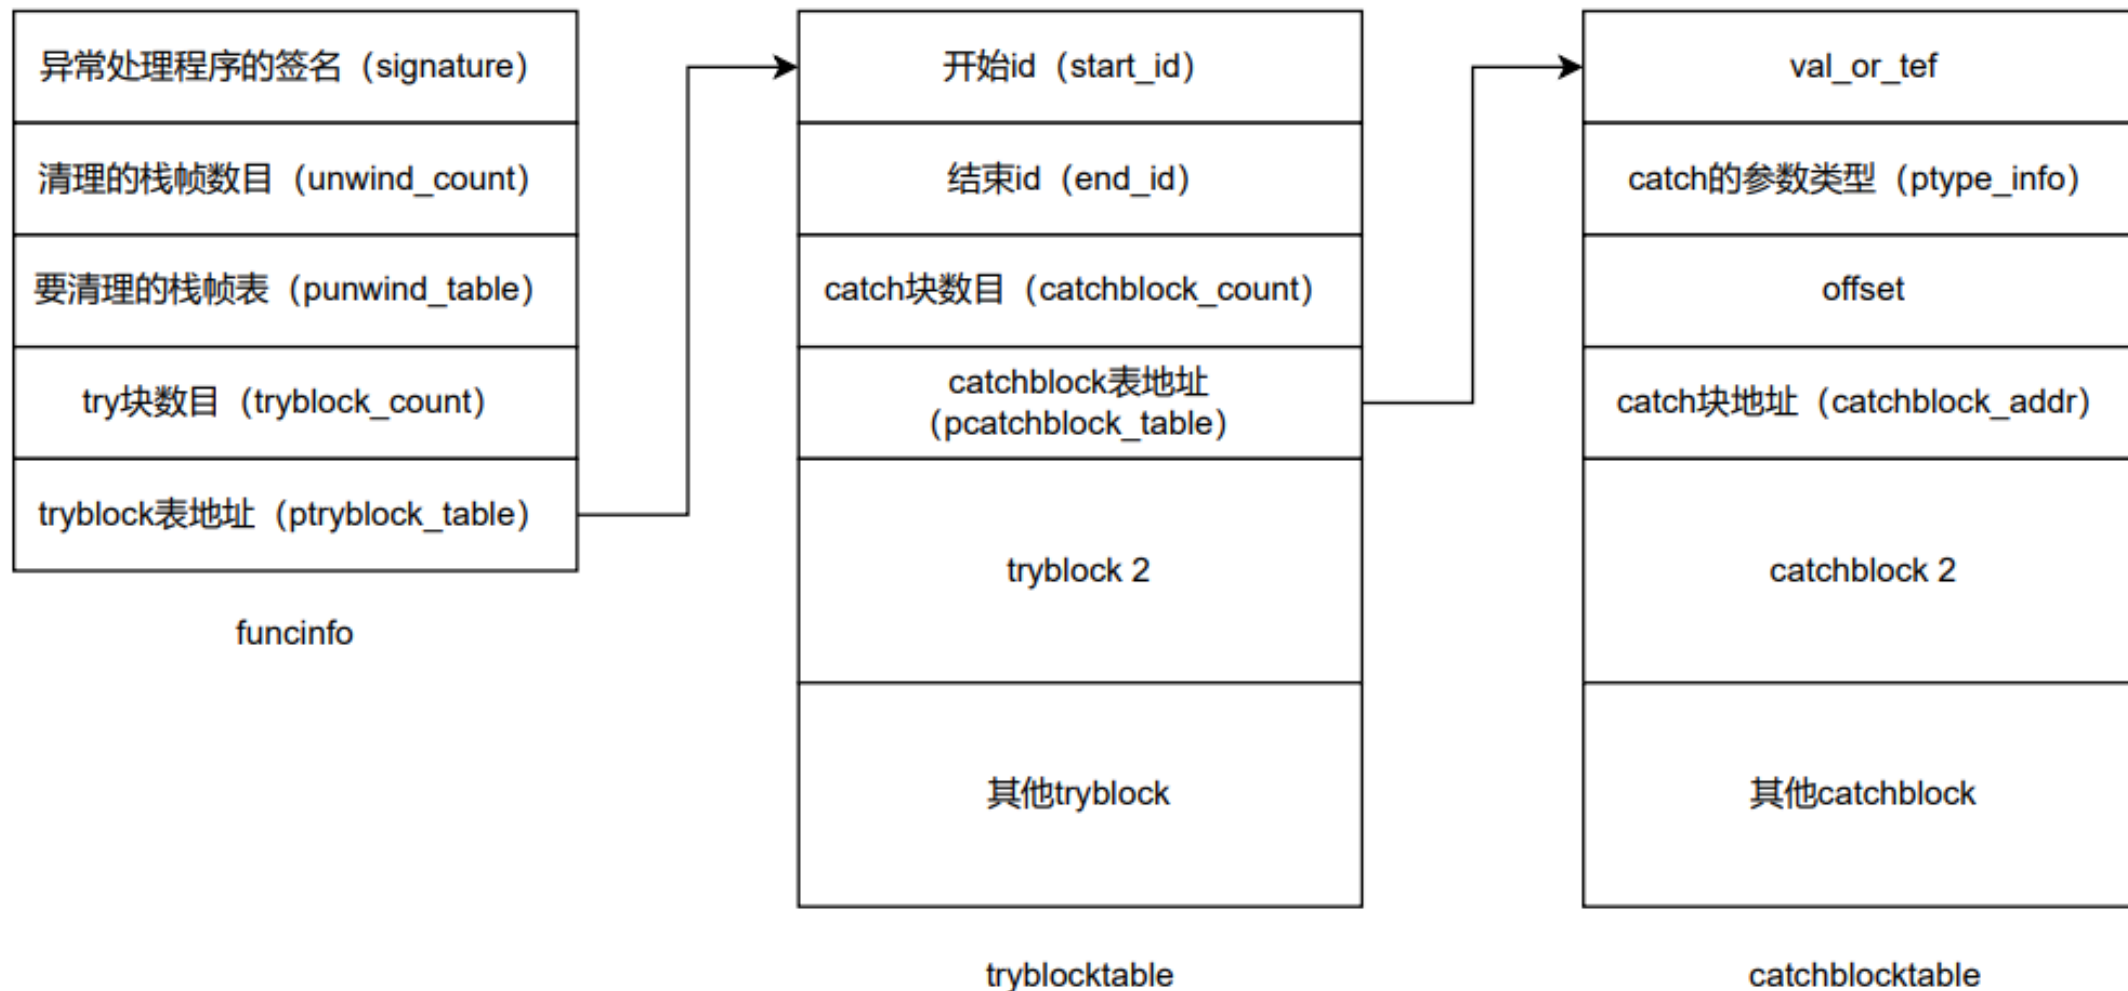 异常处理程序的签名（signature）
清理的栈帧数目（unwind_count）
要清理的栈帧表（punwind_table）
try块数目（tryblock_count）
tryblock表地址（ptryblock_table）
funcinfo
开始id（start_id）
结束id（end_id）
catch块数目（catchblock_count）
catchblock表地址
（pcatchblock_table）
tryblock 2
其他tryblock
tryblocktable
val_or_tef
catch的参数类型（ptype_info）
offset
catch块地址（catchblock_addr）
catchblock 2
其他catchblock
catchblocktable